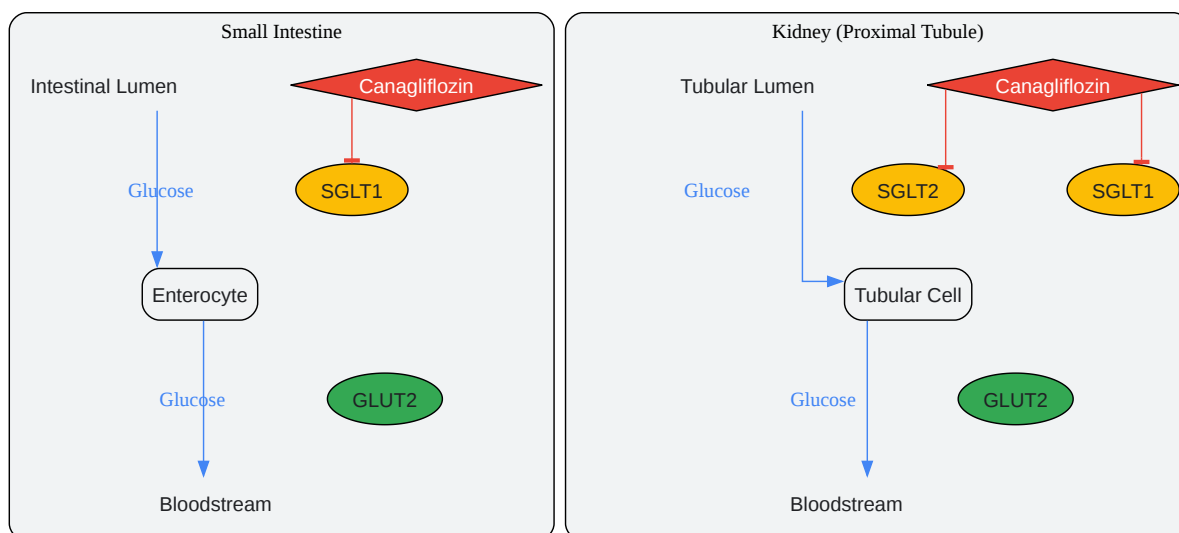 Small Intestine
Intestinal Lumen
Canagliflozin
Glucose
SGLT1
Enterocyte
Glucose
GLUT2
Bloodstream
Kidney (Proximal Tubule)
Tubular Lumen
Canagliflozin
Glucose
SGLT2
SGLT1
Tubular Cell
Glucose
GLUT2
Bloodstream